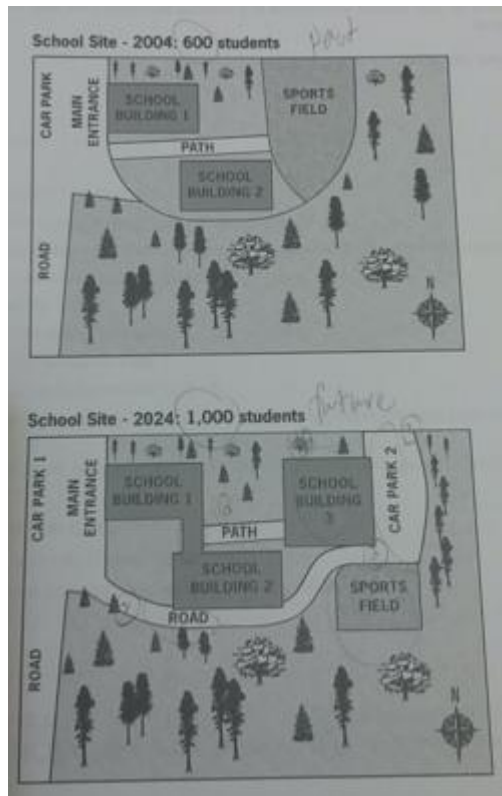 School Site - 2004: 600 students
past
CAR PARK
MAIN
ENTRANCE
SCHOOL
BUILDING 1
SPORTS
FIELD
PATH
SCHOOL
BUILDING 2
ROAD
N
School Site - 2024: 1,000 students
future
CAR PARK 1
MAIN
ENTRANCE
SCHOOL
BUILDING 1
SCHOOL
BUILDING
3
CAR PARK 2
PATH
SCHOOL
BUILDING 2
SPORTS
FIELD
ROAD
ROAD
N